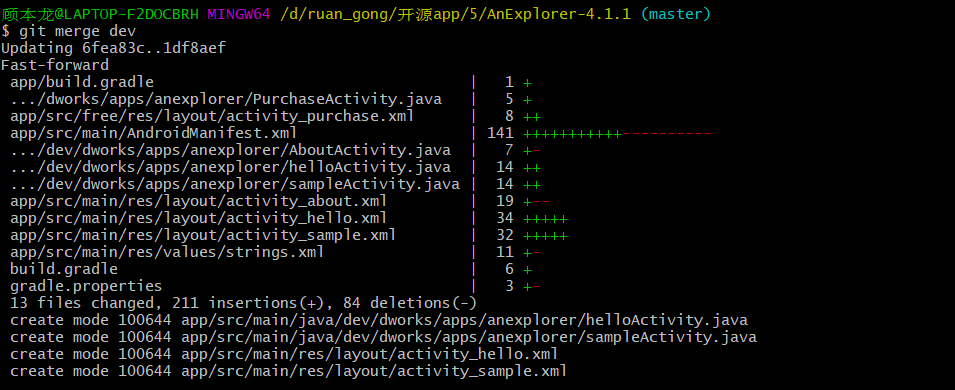 顾本龙@LAPTOP-F2DOCBRH MINGW64 /d/ruan_gong/开源app/5/AnExplorer-4.1.1 (master)
$ git merge dev
Updating 6fea83c..1df8aef
Fast-forward
 app/build.gradle                                   |   1 +
 .../dworks/apps/anexplorer/PurchaseActivity.java   |   5 +
 app/src/free/res/layout/activity_purchase.xml      |   8 ++
 app/src/main/AndroidManifest.xml                   | 141 +++++++++++----------
 .../dev/dworks/apps/anexplorer/AboutActivity.java  |   7 +-
 .../dev/dworks/apps/anexplorer/helloActivity.java  |  14 ++
 .../dev/dworks/apps/anexplorer/sampleActivity.java |  14 ++
 app/src/main/res/layout/activity_about.xml         |  19 +--
 app/src/main/res/layout/activity_hello.xml         |  34 +++++
 app/src/main/res/layout/activity_sample.xml        |  32 +++++
 app/src/main/res/values/strings.xml                |  11 +-
 build.gradle                                       |   6 +
 gradle.properties                                  |   3 +-
 13 files changed, 211 insertions(+), 84 deletions(-)
 create mode 100644 app/src/main/java/dev/dworks/apps/anexplorer/helloActivity.java
 create mode 100644 app/src/main/java/dev/dworks/apps/anexplorer/sampleActivity.java
 create mode 100644 app/src/main/res/layout/activity_hello.xml
 create mode 100644 app/src/main/res/layout/activity_sample.xml